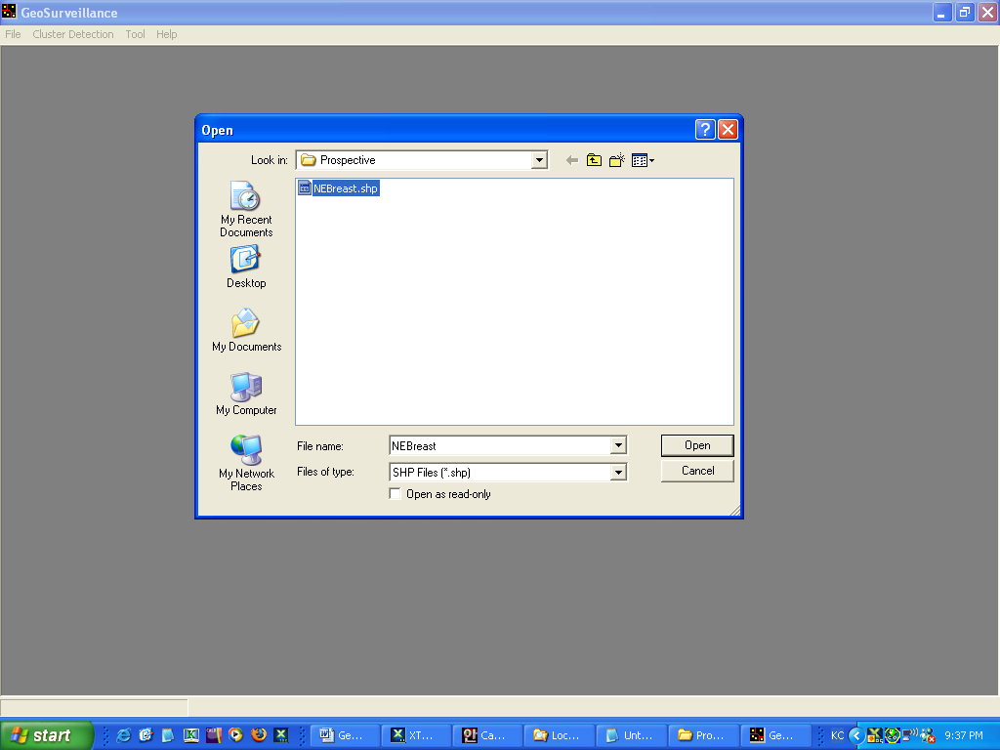 GeoSurveillance
File Cluster Detection Tool Help
Open
Look in: Prospective
NEBreast.shp
My Recent
Documents
Desktop
My Documents
My Computer
My Network
Places
File name: NEBreast Open
Files of type: SHP Files (*.shp) Cancel
Open as read-only
start Ge... XT... Ca... Loc... Unt... Pro... Ge... KC 9:37 PM